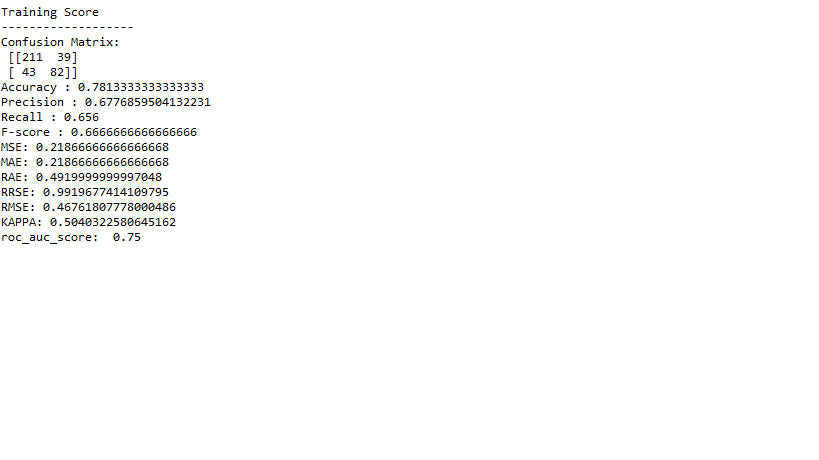 Training Score
-------------------
Confusion Matrix:
[[211  39]
[ 43  82]]
Accuracy : 0.7813333333333333
Precision : 0.6776859504132231
Recall : 0.656
F-score : 0.6666666666666666
MSE: 0.21866666666666668
MAE: 0.21866666666666668
RAE: 0.4919999999997048
RRSE: 0.9919677414109795
RMSE: 0.46761807778000486
KAPPA: 0.5040322580645162
roc_auc_score:  0.75